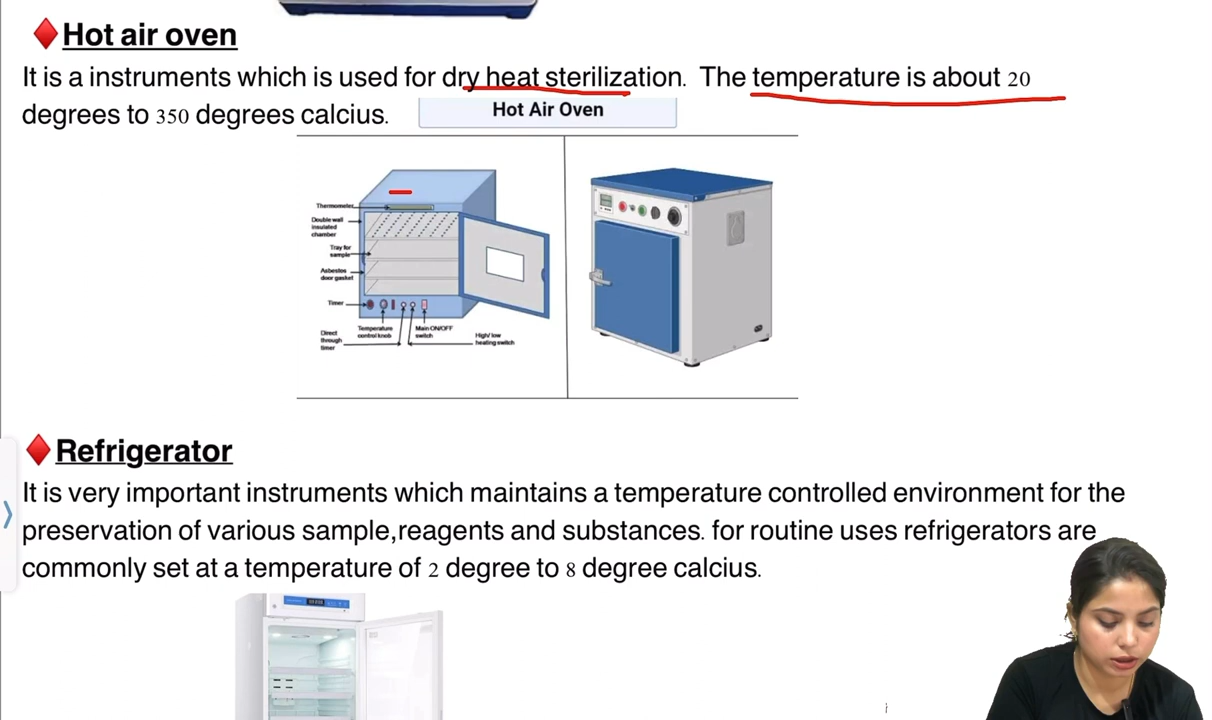 Hot air oven
It is a instruments which is used for dry heat sterilization. The temperature is about 20
degrees to 350 degrees calcius.
Hot Air Oven
Thermometer
Double wall
insulated
chamber
Tray for
sample
Asbestos
door gasket
Timer
Direct
through
timer
Temperature
control knob
Main ON/OFF
switch
High/ low
heating switch
Refrigerator
It is very important instruments which maintains a temperature controlled environment for the
preservation of various sample,reagents and substances. for routine uses refrigerators are
commonly set at a temperature of 2 degree to 8 degree calcius.